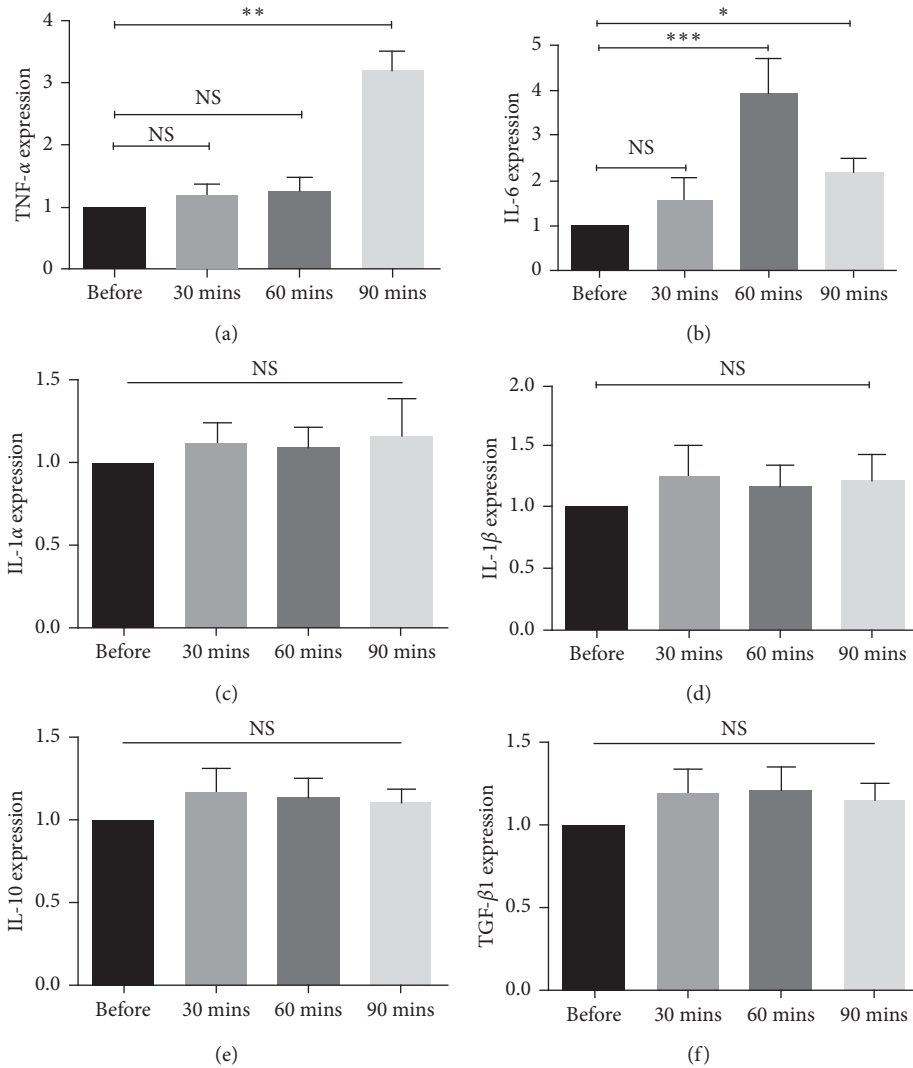 **
NS
NS
TNF-α expression
4
3
2
1
0
Before
30 mins
60 mins
90 mins
(a)
*
***
NS
IL-6 expression
5
4
3
2
1
0
Before
30 mins
60 mins
90 mins
(b)
NS
IL-1α expression
1.5
1.0
0.5
0.0
Before
30 mins
60 mins
90 mins
(c)
NS
IL-1β expression
2.0
1.5
1.0
0.5
0.0
Before
30 mins
60 mins
90 mins
(d)
NS
IL-10 expression
1.5
1.0
0.5
0.0
Before
30 mins
60 mins
90 mins
(e)
NS
TGF-β1 expression
1.5
1.0
0.5
0.0
Before
30 mins
60 mins
90 mins
(f)